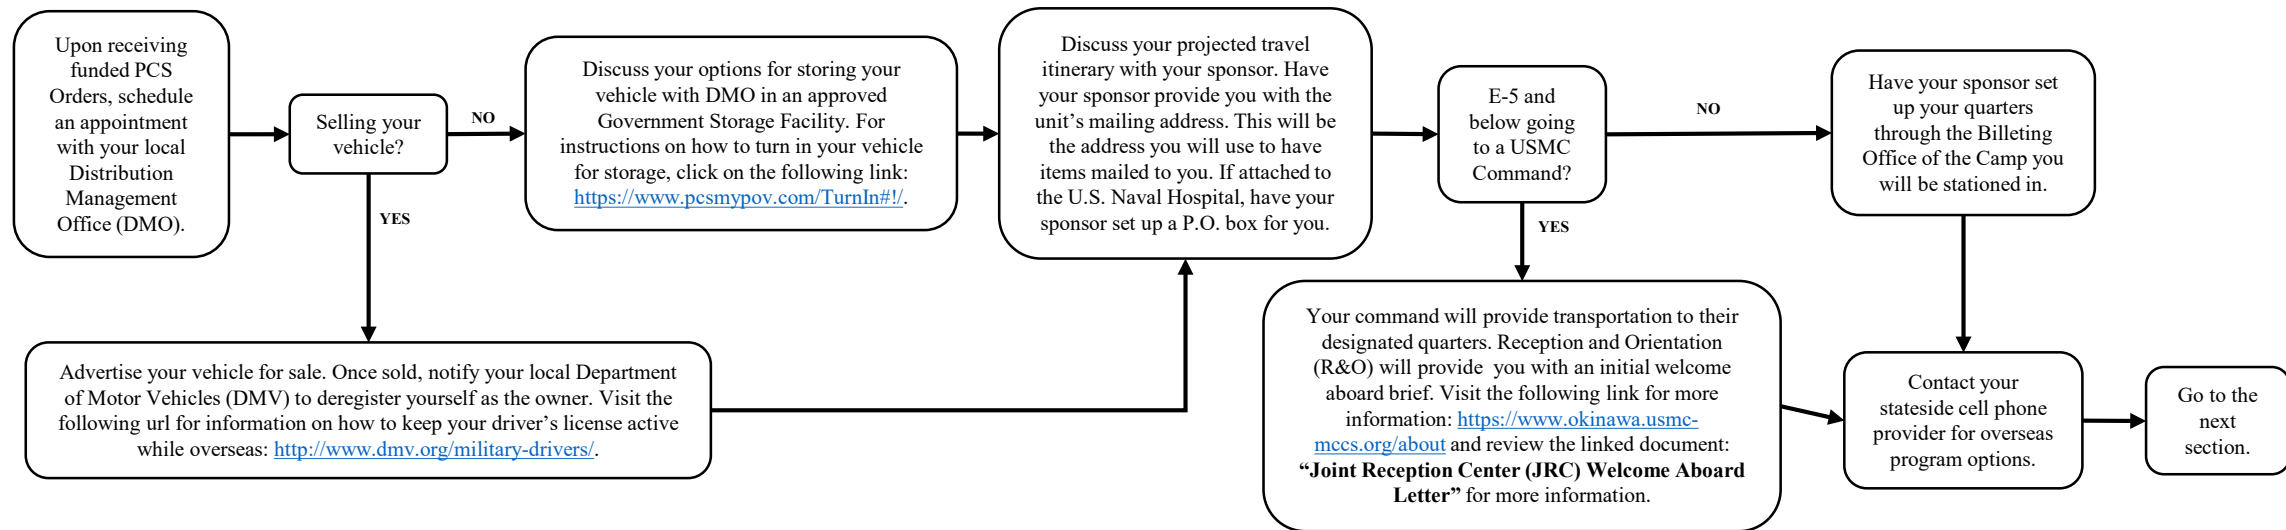 Upon receiving
funded PCS
Orders, schedule
an appointment
with your local
Distribution
Management
Office (DMO).
Selling your
vehicle?
NO
YES
Discuss your options for storing your
vehicle with DMO in an approved
Government Storage Facility. For
instructions on how to turn in your vehicle
for storage, click on the following link:
https://www.pcsmypov.com/TurnIn#!/.
Advertise your vehicle for sale. Once sold, notify your local Department
of Motor Vehicles (DMV) to deregister yourself as the owner. Visit the
following url for information on how to keep your driver’s license active
while overseas: http://www.dmv.org/military-drivers/.
Discuss your projected travel
itinerary with your sponsor. Have
your sponsor provide you with the
unit’s mailing address. This will be
the address you will use to have
items mailed to you. If attached to
the U.S. Naval Hospital, have your
sponsor set up a P.O. box for you.
E-5 and
below going
to a USMC
Command?
NO
YES
Have your sponsor set
up your quarters
through the Billeting
Office of the Camp you
will be stationed in.
Your command will provide transportation to their
designated quarters. Reception and Orientation
(R&O) will provide  you with an initial welcome
aboard brief. Visit the following link for more
information: https://www.okinawa.usmc-
mccs.org/about and review the linked document:
“Joint Reception Center (JRC) Welcome Aboard
Letter” for more information.
Contact your
stateside cell phone
provider for overseas
program options.
Go to the
next
section.